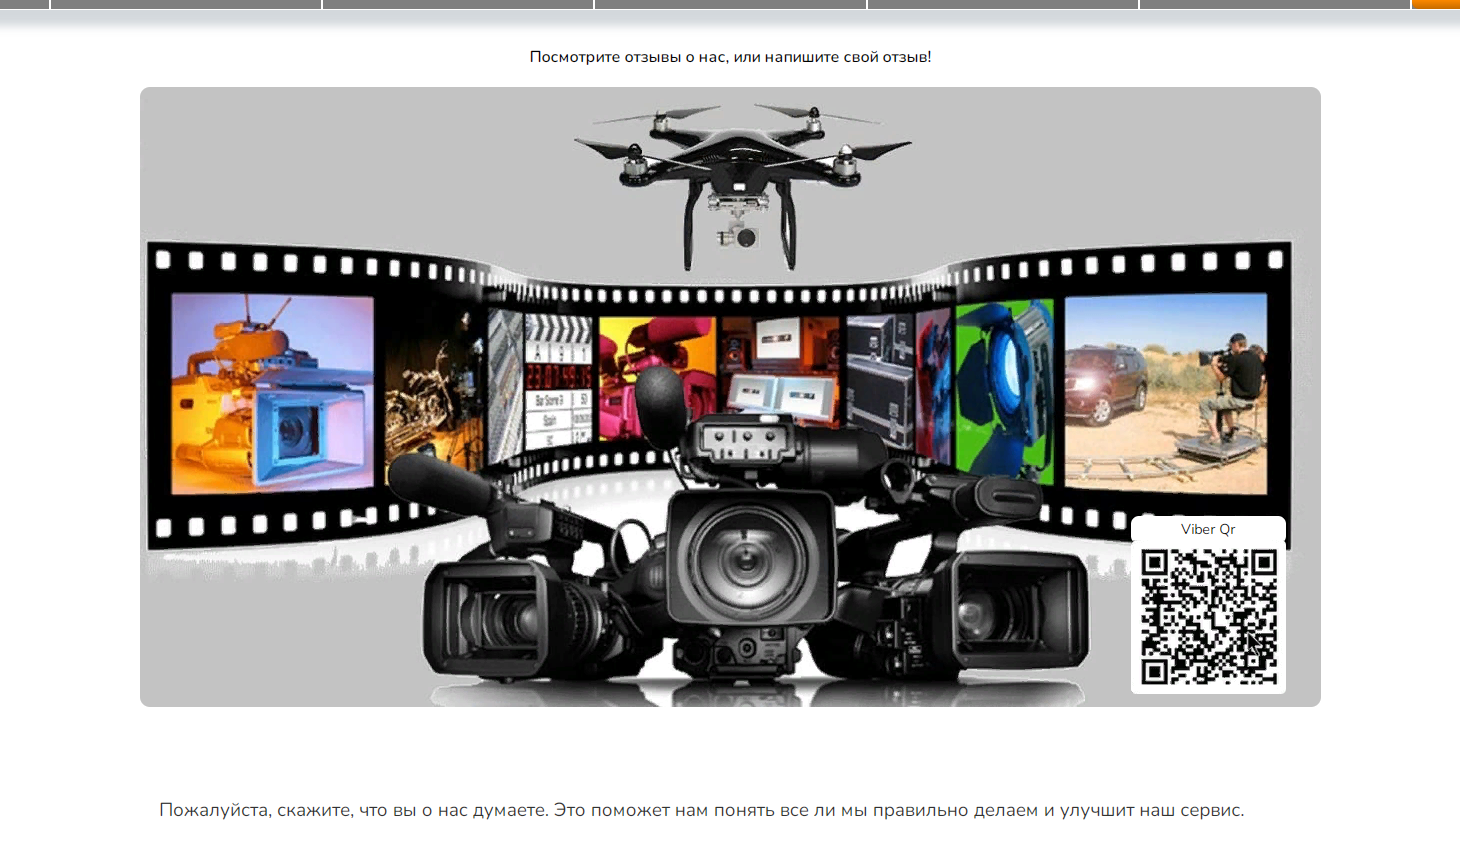 Посмотрите отзывы о нас, или напишите свой отзыв!
Viber Qr
Пожалуйста, скажите, что вы о нас думаете. Это поможет нам понять все ли мы правильно делаем и улучшит наш сервис.